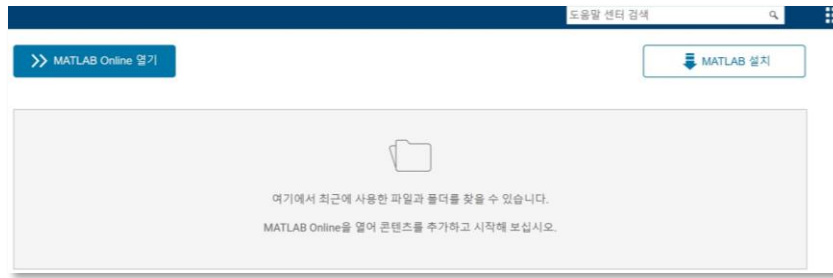 도움말 센터 검색
MATLAB Online 열기
MATLAB 설치
여기에서 최근에 사용한 파일과 폴더를 찾을 수 있습니다.
MATLAB Online을 열어 콘텐츠를 추가하고 시작해 보십시오.